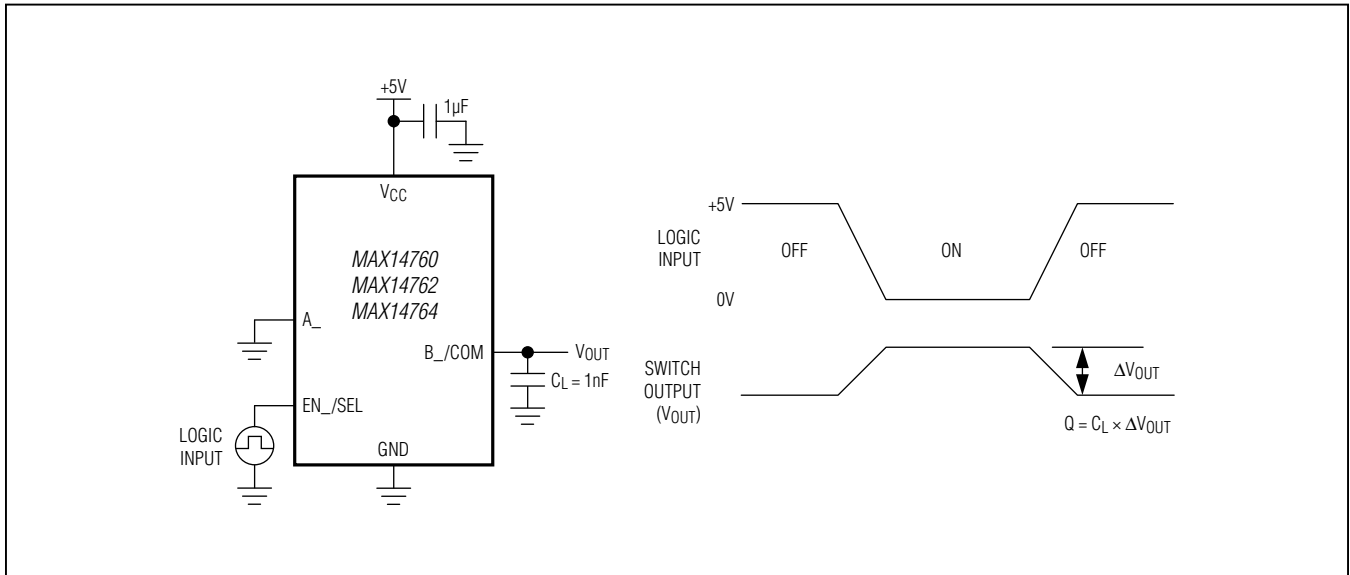 +5V
1µF
VCC
MAX14760
MAX14762
MAX14764
A_
B_/COM
VOUT
CL = 1nF
EN_/SEL
LOGIC
INPUT
GND
+5V
LOGIC
INPUT
OFF
ON
OFF
0V
SWITCH
OUTPUT
(VOUT)
ΔVOUT
Q = CL × ΔVOUT